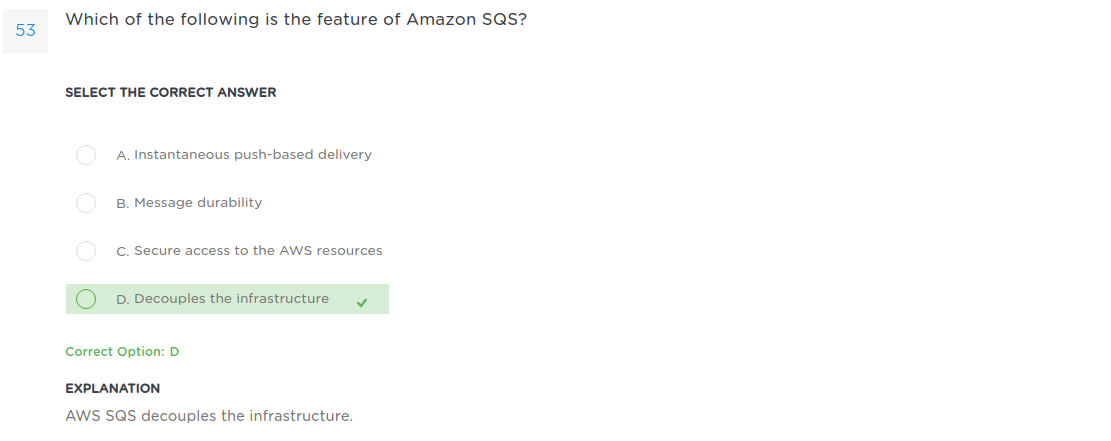 53
Which of the following is the feature of Amazon SQS?
SELECT THE CORRECT ANSWER
A. Instantaneous push-based delivery
B. Message durability
C. Secure access to the AWS resources
D. Decouples the infrastructure
Correct Option: D
EXPLANATION
AWS SQS decouples the infrastructure.